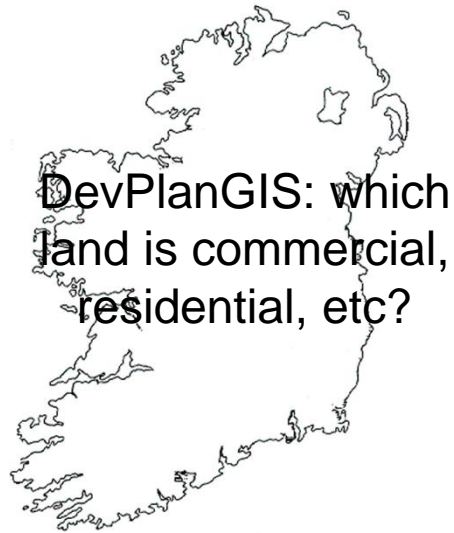 DevPlanGIS: which
land is commercial,
residential, etc?